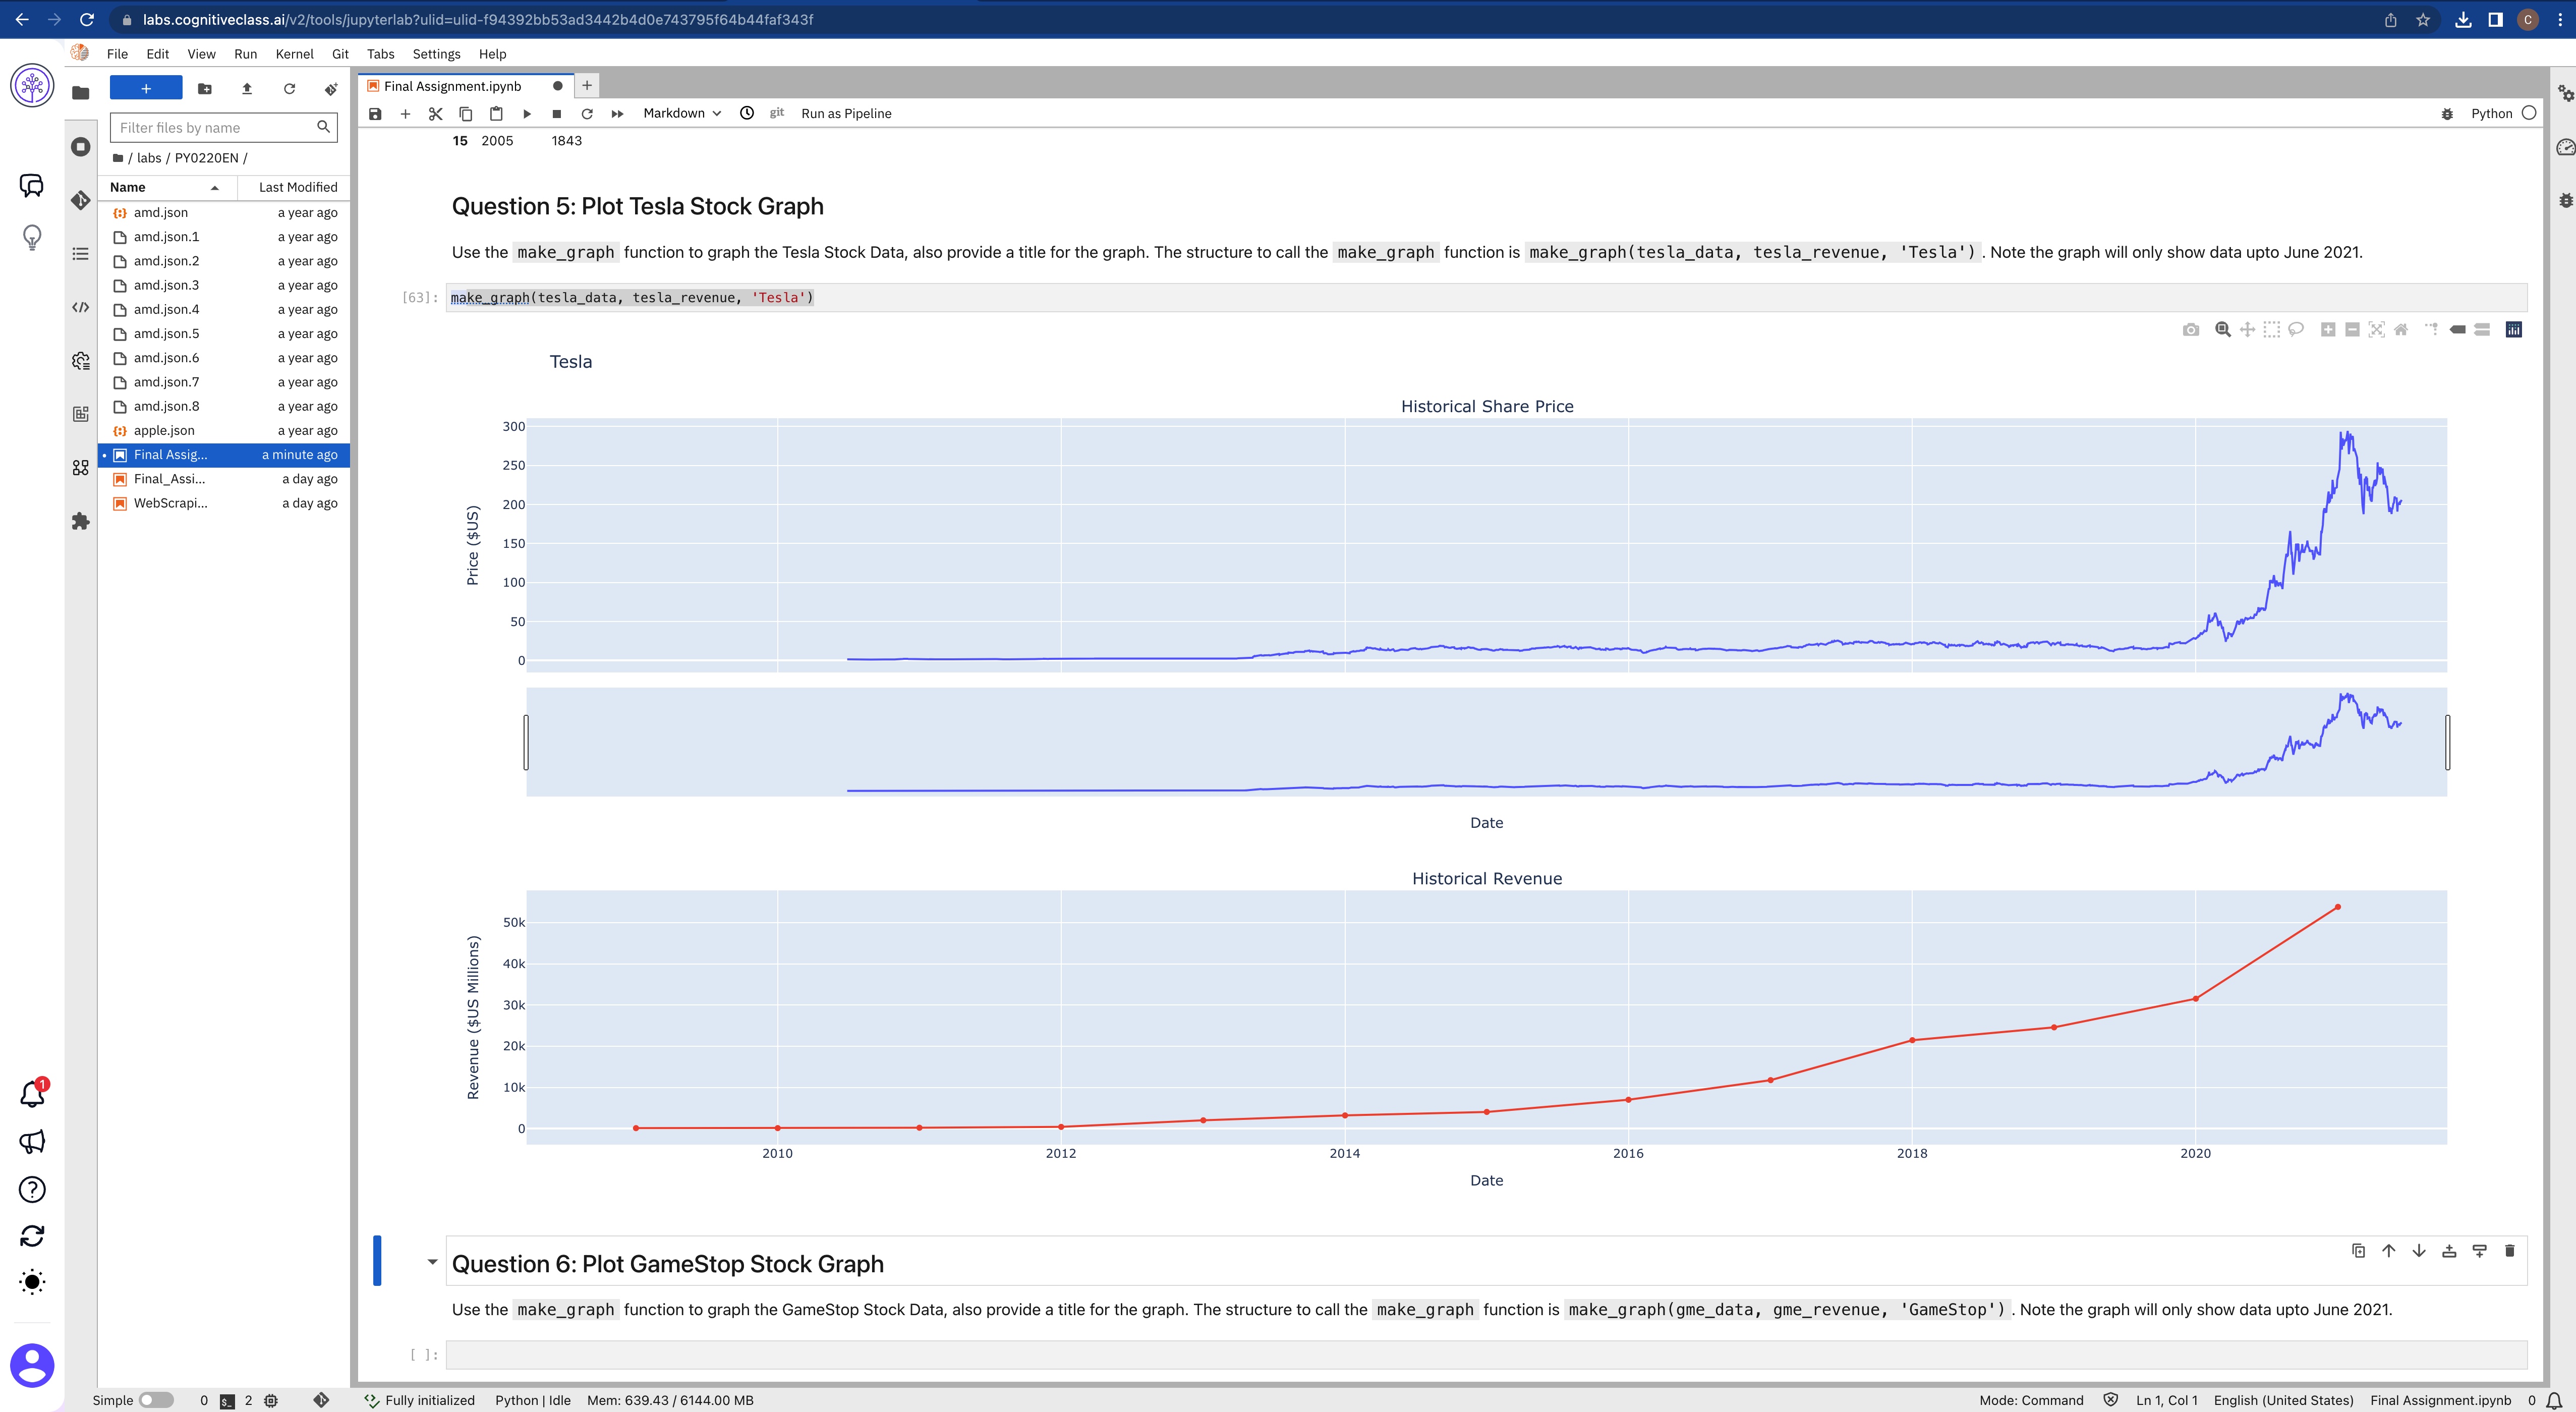 labs.cognitiveclass.ai/v2/tools/jupyterlab?ulid=ulid-f94392bb53ad3442b4d0e743795f64b44faf343f
C
File Edit View Run Kernel Git Tabs Settings Help
+
Filter files by name
/ labs / PY0220EN /
Name Last Modified
amd.json a year ago
amd.json.1 a year ago
amd.json.2 a year ago
amd.json.3 a year ago
amd.json.4 a year ago
amd.json.5 a year ago
amd.json.6 a year ago
amd.json.7 a year ago
amd.json.8 a year ago
apple.json a year ago
Final Assig... a minute ago
Final_Assi... a day ago
WebScrapi... a day ago
1
Final Assignment.ipynb
Markdown git Run as Pipeline Python
15 2005 1843
Question 5: Plot Tesla Stock Graph
Use the make_graph function to graph the Tesla Stock Data, also provide a title for the graph. The structure to call the make_graph function is make_graph(tesla_data, tesla_revenue, 'Tesla') . Note the graph will only show data upto June 2021.
[63]: make_graph(tesla_data, tesla_revenue, 'Tesla')
Tesla
Historical Share Price
300
250
200
150
100
50
0
Price ($US)
Date
Historical Revenue
50k
40k
30k
20k
10k
0
Revenue ($US Millions)
2010 2012 2014 2016 2018 2020
Date
Question 6: Plot GameStop Stock Graph
Use the make_graph function to graph the GameStop Stock Data, also provide a title for the graph. The structure to call the make_graph function is make_graph(gme_data, gme_revenue, 'GameStop') . Note the graph will only show data upto June 2021.
[ ]:
Simple 0 $_ 2 Fully initialized Python | Idle Mem: 639.43 / 6144.00 MB Mode: Command Ln 1, Col 1 English (United States) Final Assignment.ipynb 0